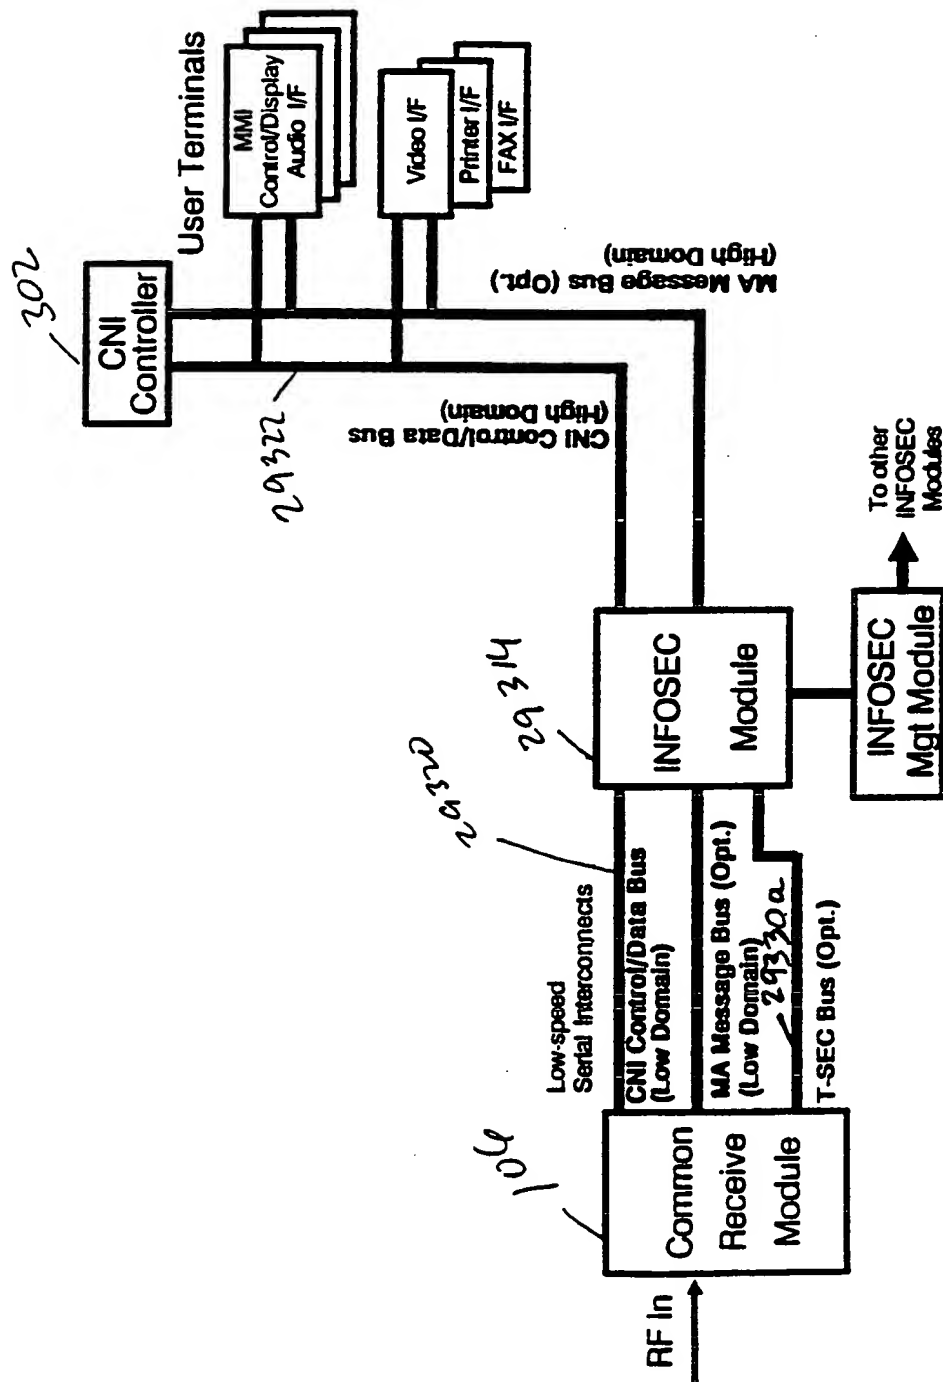 RF In
104
Common
Receive
Module
Low-speed
Serial Interconnects
CNI Control/Data Bus
(Low Domain)
MA Message Bus (Opt.)
(Low Domain)
29330a
T-SEC Bus (Opt.)
29320
29314
INFOSEC
Module
INFOSEC
Mgt Module
To other
INFOSEC
Modules
CNI Control/Data Bus
(High Domain)
MA Message Bus (Opt.)
(High Domain)
29322
302
CNI
Controller
User Terminals
MMI
Control/Display
Audio I/F
Video I/F
Printer I/F
FAX I/F